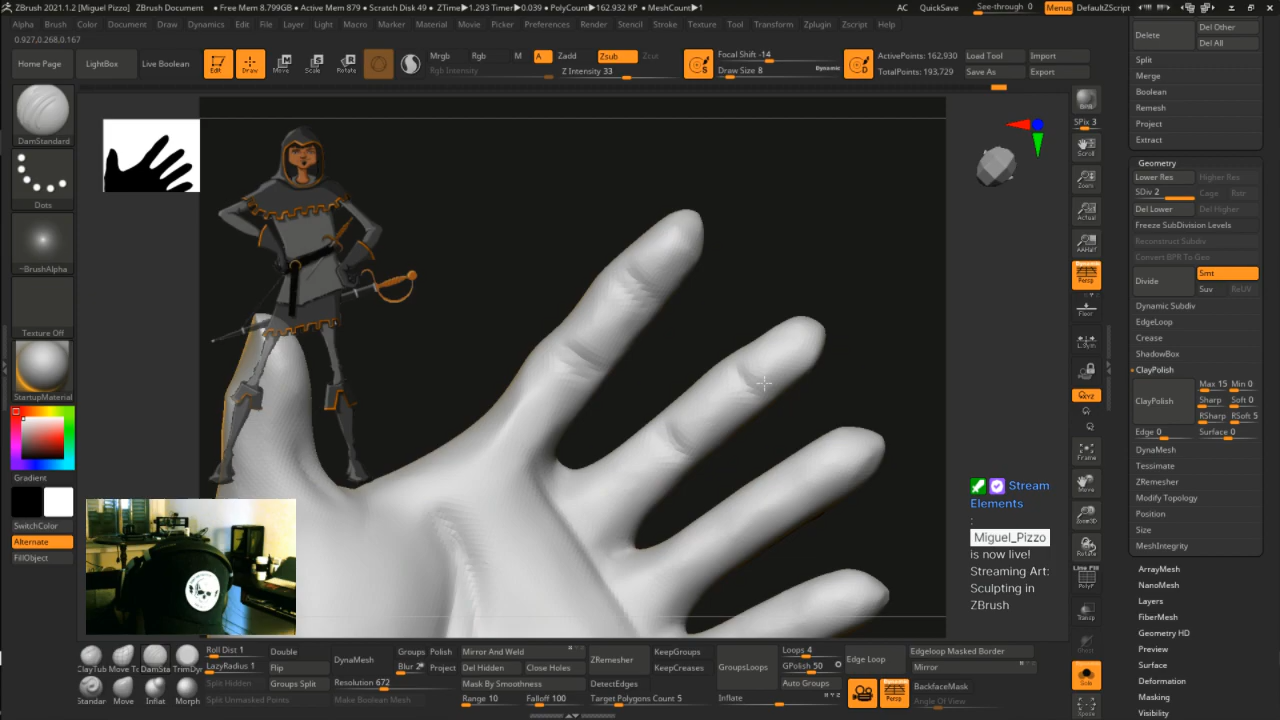 ZBrush 2021.1.2 [Miguel Pizzo] ZBrush Document • Free Mem 8.799GB • Active Mem 879 • Scratch Disk 49 • ZTime▶1.293 Timer▶0.039 • PolyCount▶162.932 KP • MeshCount▶1 AC QuickSave See-through 0 Menus DefaultZScript
Alpha Brush Color Document Draw Dynamics Edit File Layer Light Macro Marker Material Movie Picker Preferences Render Stencil Stroke Texture Tool Transform Zplugin Zscript Help
0.927,0.268,0.167
Home Page LightBox Live Boolean Edit Draw Move Scale Rotate
Mrgb Rgb M A Zadd Zsub Zcut
Rgb Intensity Z Intensity 33
Focal Shift -14
Draw Size 8 Dynamic
ActivePoints: 162,930 Load Tool Import
TotalPoints: 193,729 Save As Export
DamStandard
Dots
~BrushAlpha
Texture Off
StartupMaterial
Gradient
SwitchColor
Alternate
FillObject
Stream
Elements
:
Miguel_Pizzo
is now live!
Streaming Art:
Sculpting in
ZBrush
BPR
SPix 3
Scroll
Zoom
Actual
AAHalf
Dynamic
Persp
Floor
L.Sym
Frame
Move
Zoom3D
Rotate
Line Fill
PolyF
Transp
Ghost
Dynamic
Solo
Xpose
Delete Del Other
Del All
Split
Merge
Boolean
Remesh
Project
Extract
Geometry
Lower Res Higher Res
SDiv 2 Cage Rstr
Del Lower Del Higher
Freeze SubDivision Levels
Reconstruct Subdiv
Convert BPR To Geo
Divide Smt
Suv ReUV
Dynamic Subdiv
EdgeLoop
Crease
ShadowBox
ClayPolish
Max 15 Min 0
ClayPolish Sharp Soft 0
RSharp RSoft 5
Edge 0 Surface 0
DynaMesh
Tessimate
ZRemesher
Modify Topology
Position
Size
MeshIntegrity
ArrayMesh
NanoMesh
Layers
FiberMesh
Geometry HD
Preview
Surface
Deformation
Masking
Visibility
ClayTub Move To DamSta TrimDyn
Standar Move Inflat Morph
Roll Dist 1 Double
LazyRadius 1 Flip
Split Hidden Groups Split
Split Unmasked Points
DynaMesh Groups Polish
Blur 2 Project
Resolution 672
Make Boolean Mesh
Mirror And Weld
Del Hidden Close Holes
Mask By Smoothness
Range 10 Falloff 100
ZRemesher KeepGroups
KeepCreases
DetectEdges
Target Polygons Count 5
GroupsLoops Loops 4
GPolish 50
Auto Groups
Inflate
Edge Loop Edgeloop Masked Border
Mirror
Persp BackfaceMask
Angle Of View